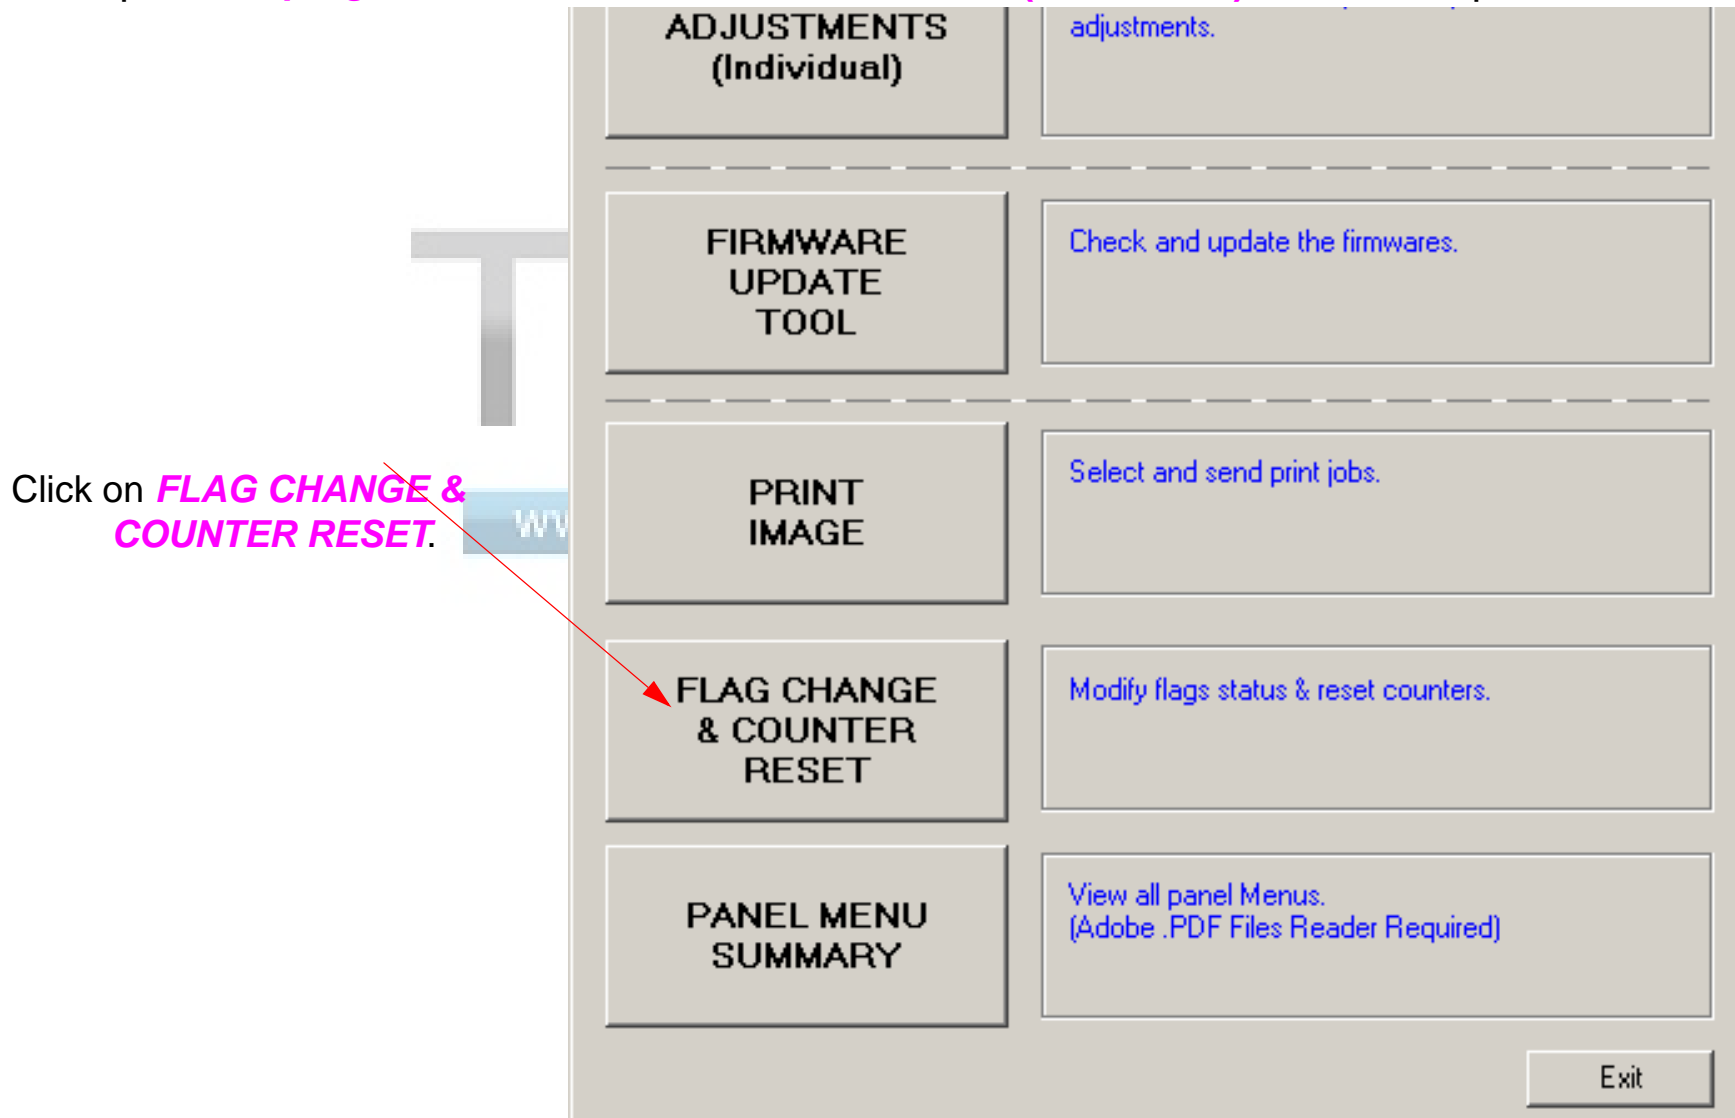 ADJUSTMENTS
(Individual)
adjustments.
FIRMWARE
UPDATE
TOOL
Check and update the firmwares.
Click on FLAG CHANGE &
COUNTER RESET.
PRINT
IMAGE
Select and send print jobs.
FLAG CHANGE
& COUNTER
RESET
Modify flags status & reset counters.
PANEL MENU
SUMMARY
View all panel Menus.
(Adobe .PDF Files Reader Required)
Exit